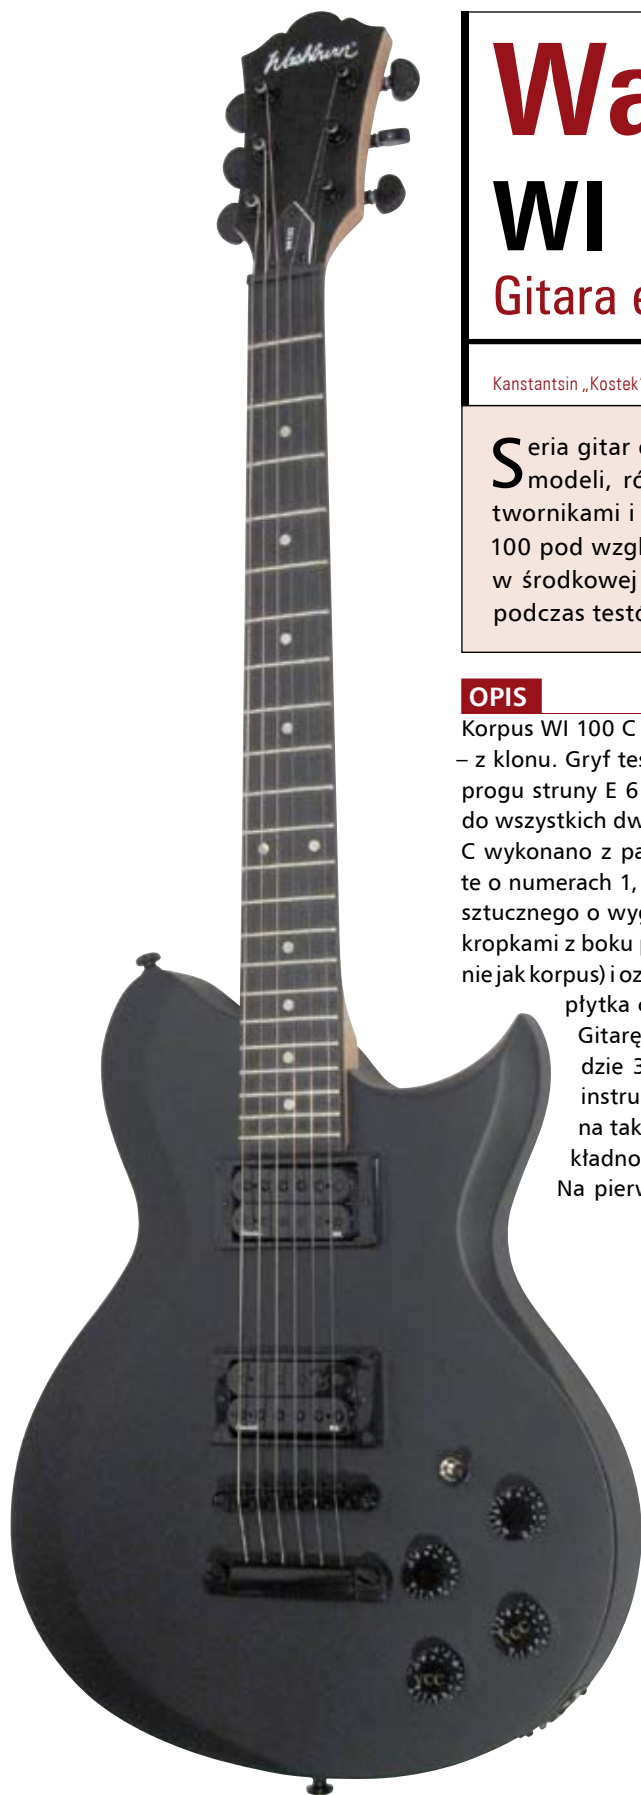 Washburn
Wa
WI
Gitara e
Kanstantsin „Kostek”
Seria gitar
modeli, ró
twornikami i
100 pod wzgl
w środkowej
podczas testó
OPIS
Korpus WI 100 C
– z klonu. Gryf tes
progu struny E 6
do wszystkich dw
C wykonano z pa
te o numerach 1,
sztucznego o wyg
kropkami z boku p
nie jak korpus) i oz
płytka
Gitarę
dzie 3
instru
na tak
kładno
Na pierw